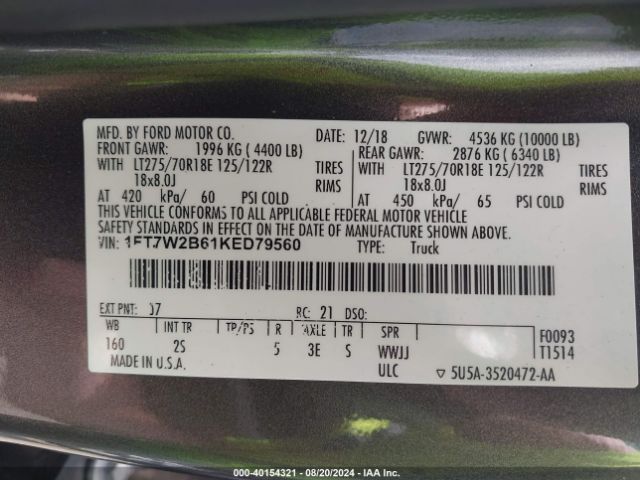 MFD. BY FORD MOTOR CO. DATE: 12/18 GVWR: 4536 KG (10000 LB)
FRONT GAWR: 1996 KG (4400 LB) REAR GAWR: 2876 KG (6340 LB)
WITH LT275/70R18E 125/122R TIRES WITH LT275/70R18E 125/122R TIRES
18x8.0J RIMS 18x8.0J RIMS
AT 420 kPa/ 60 PSI COLD AT 450 kPa/ 65 PSI COLD
THIS VEHICLE CONFORMS TO ALL APPLICABLE FEDERAL MOTOR VEHICLE
SAFETY STANDARDS IN EFFECT ON THE DATE OF MANUFACTURE SHOWN ABOVE.
VIN: 1FT7W2B61KED79560 TYPE: Truck
EXT PNT: 07 RC: 21 DSO:
WB INT TR TP/PS R AXLE TR SPR F0093
160 2S 5 3E S WWJJ T1514
MADE IN U.S.A. ULC ▽ 5U5A-3520472-AA
000-40154321 | 08/20/2024 | IAA Inc.